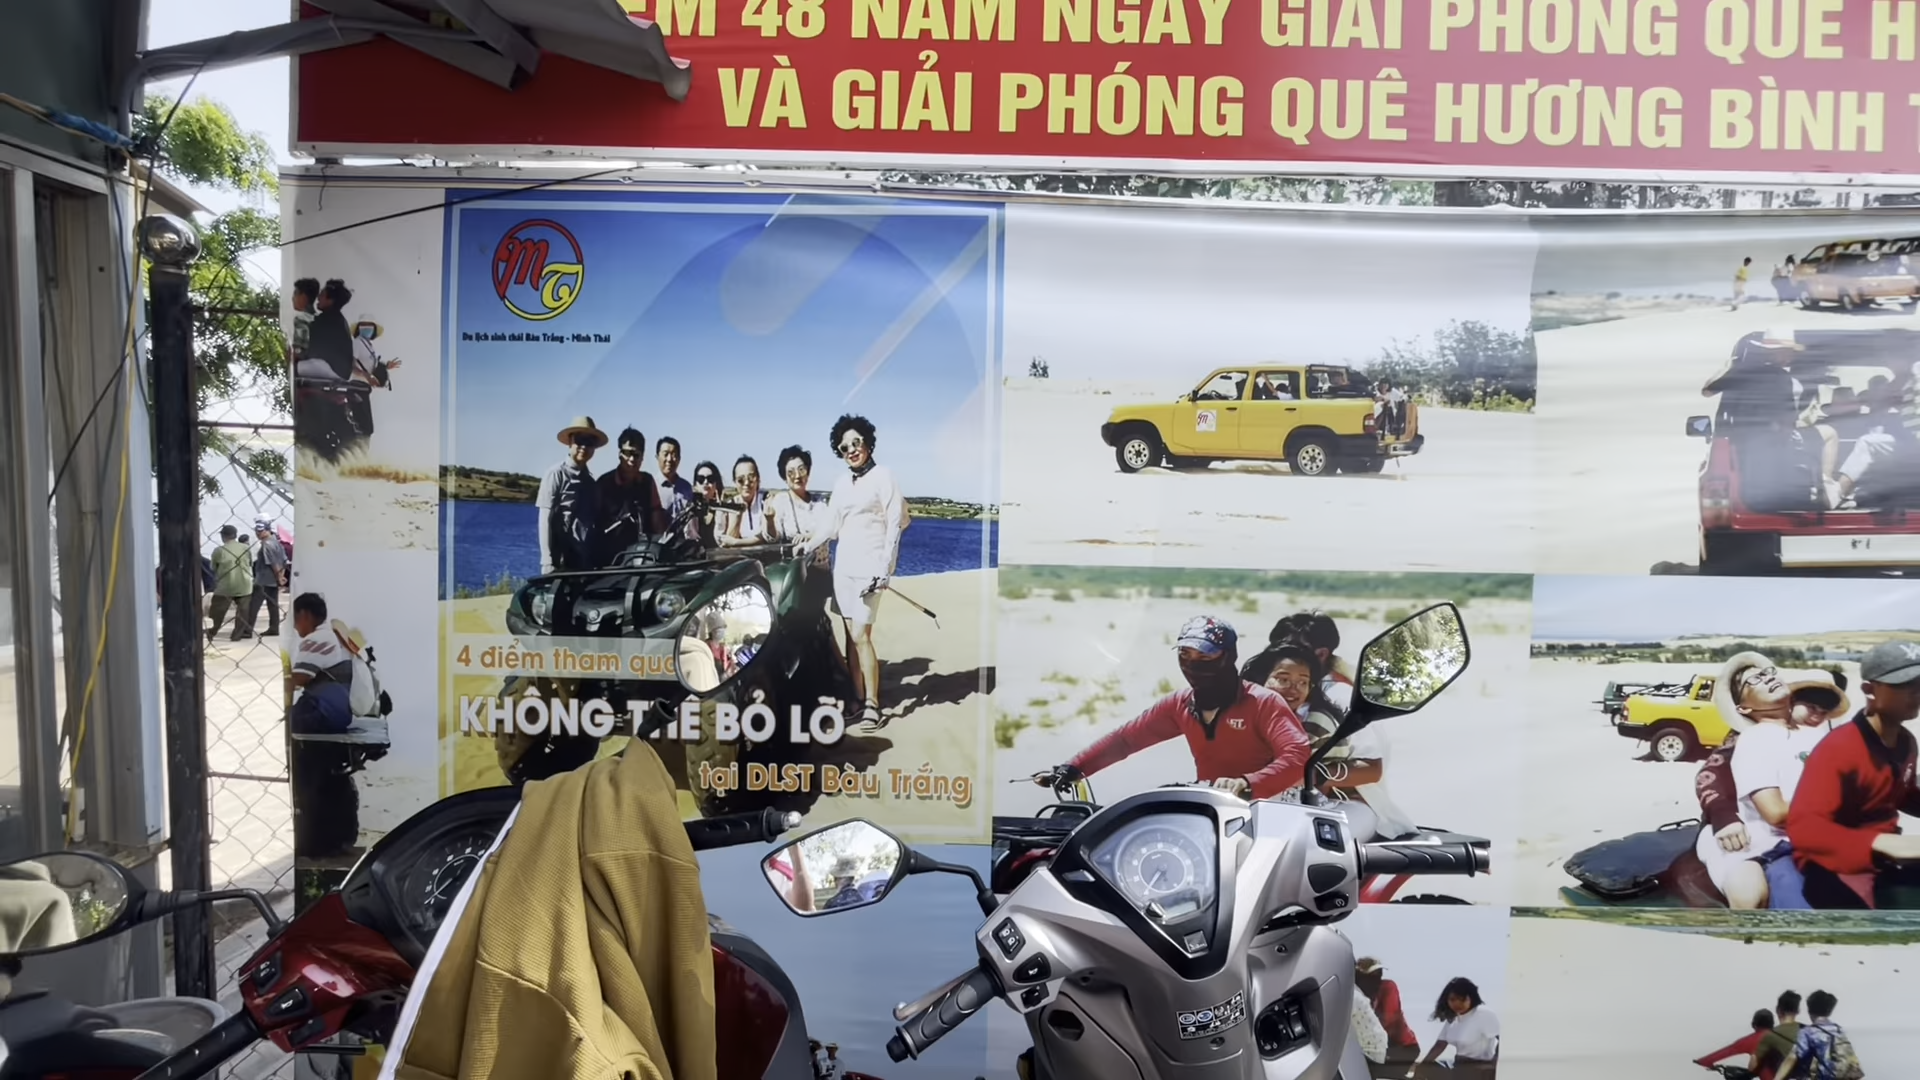 48 NĂM NGÀY GIẢI PHÓNG QUÊ
VÀ GIẢI PHÓNG QUÊ HƯƠNG BÌNH
MT
Du lịch sinh thái Bàu Trắng - Minh Thái
4 điểm tham qua
KHÔNG THỂ BỎ LỠ
tại DLST Bàu Trắng
ST